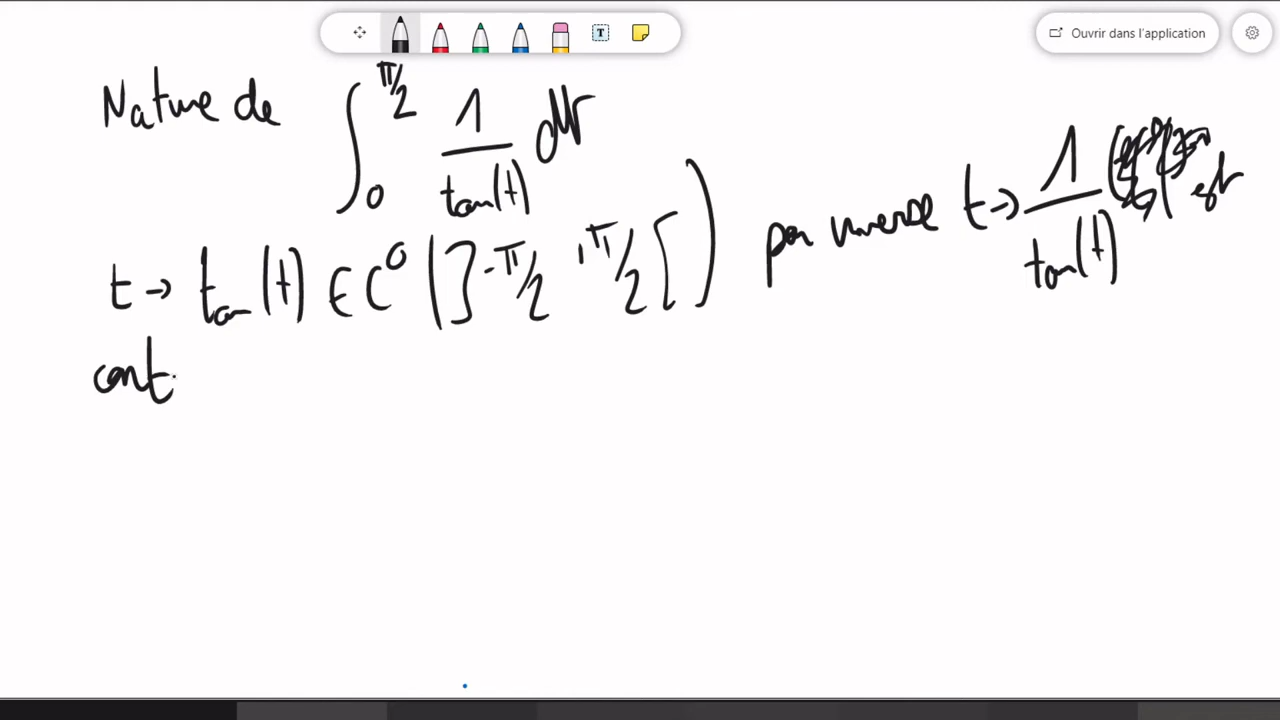 Ouvrir dans l'application
T
Nature de ∫_0^{π/2} 1/tan(t) dt
t → tan(t) ∈ C^0 (]-π/2, π/2[) par inverse t → 1/tan(t) est
cont